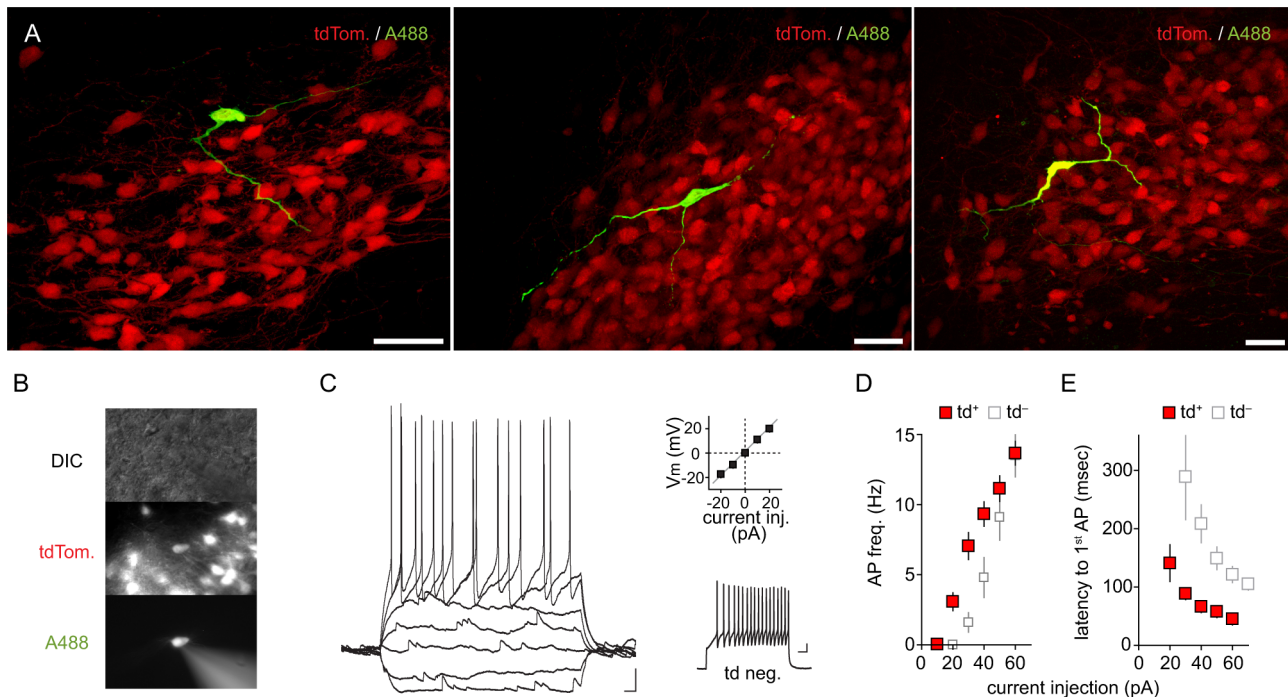 A
tdTom. / A488
tdTom. / A488
tdTom. / A488
B
DIC
tdTom.
A488
C
Vm (mV)
20
0
-20
-20 0 20
current inj.
(pA)
td neg.
D
td⁺ td⁻
AP freq. (Hz)
15
10
5
0
0 20 40 60
E
td⁺ td⁻
latency to 1ˢᵗ AP (msec)
300
200
100
0
0 20 40 60
current injection (pA)